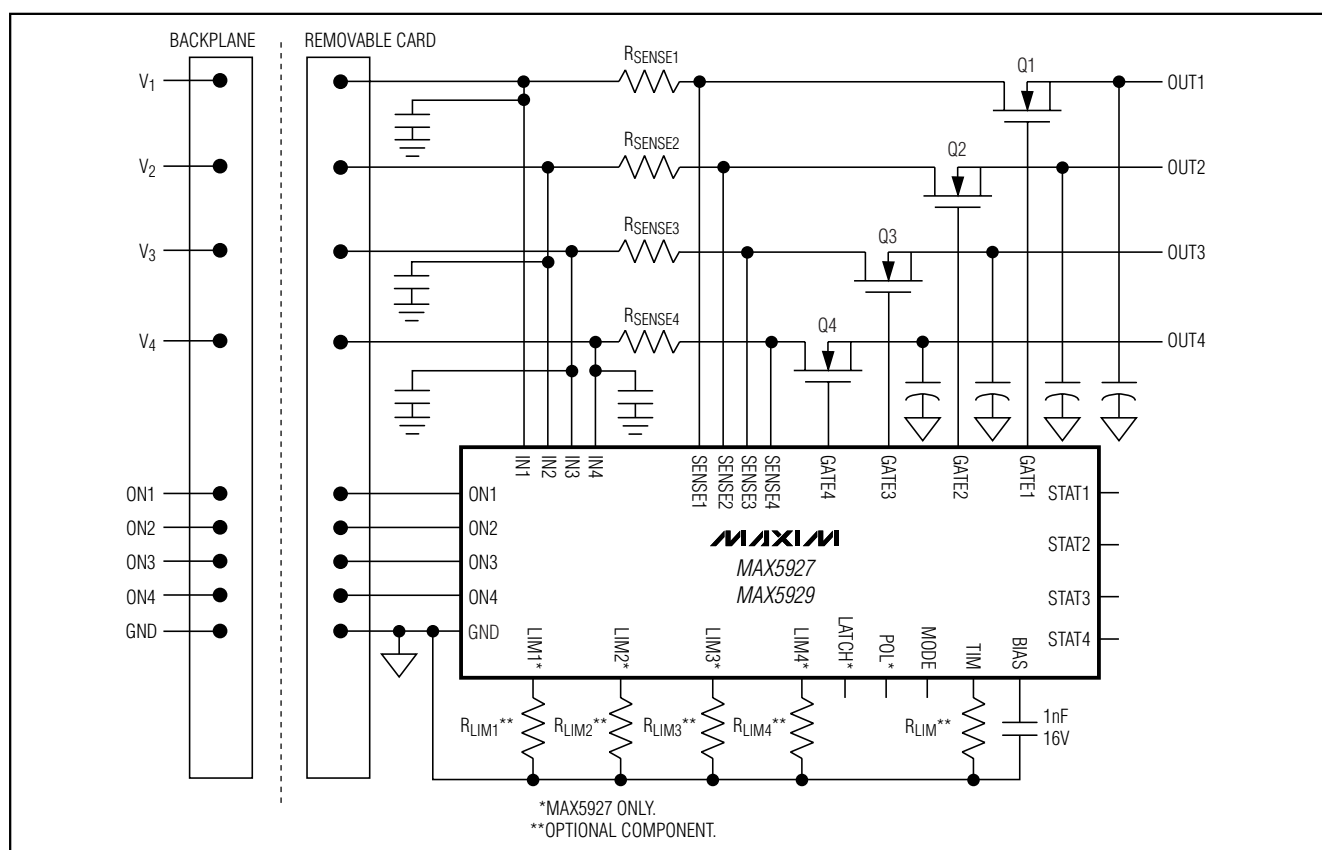 BACKPLANE
REMOVABLE CARD
V1
V2
V3
V4
RSENSE1
RSENSE2
RSENSE3
RSENSE4
Q1
Q2
Q3
Q4
OUT1
OUT2
OUT3
OUT4
ON1
ON2
ON3
ON4
GND
IN1
IN2
IN3
IN4
SENSE1
SENSE2
SENSE3
SENSE4
GATE4
GATE3
GATE2
GATE1
ON1
ON2
ON3
ON4
GND
MAXIM
MAX5927
MAX5929
STAT1
STAT2
STAT3
STAT4
LIM1*
LIM2*
LIM3*
LIM4*
LATCH*
POL*
MODE
TIM
BIAS
RLIM1**
RLIM2**
RLIM3**
RLIM4**
RLIM**
1nF
16V
*MAX5927 ONLY.
**OPTIONAL COMPONENT.